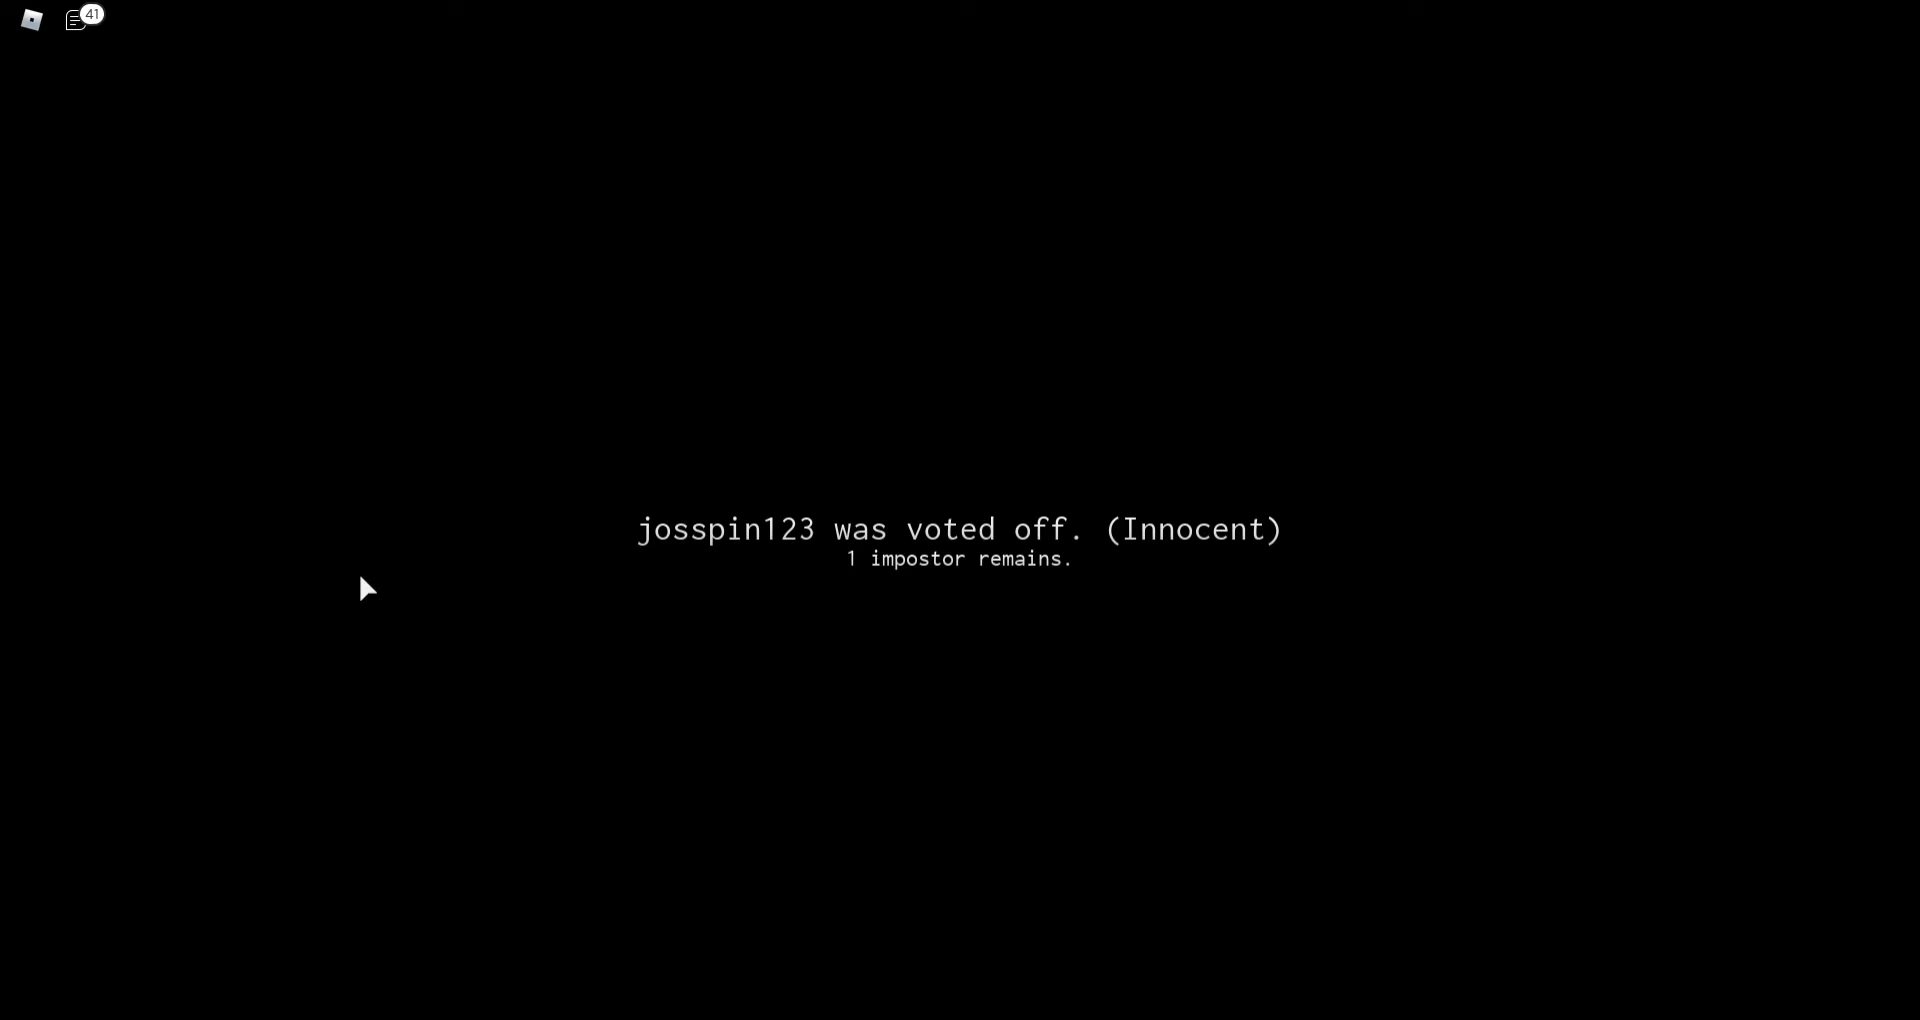 41
josspin123 was voted off. (Innocent)
1 impostor remains.